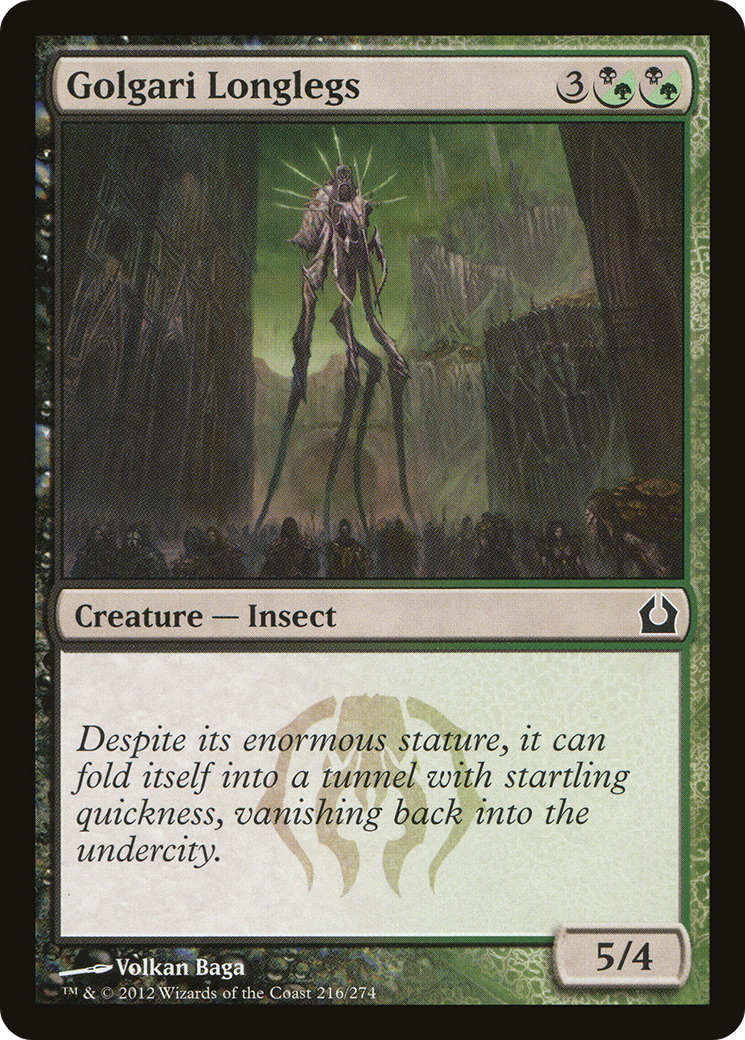 Golgari Longlegs
3
Creature — Insect
Despite its enormous stature, it can
fold itself into a tunnel with startling
quickness, vanishing back into the
undercity.
5/4
Volkan Baga
™ & © 2012 Wizards of the Coast 216/274